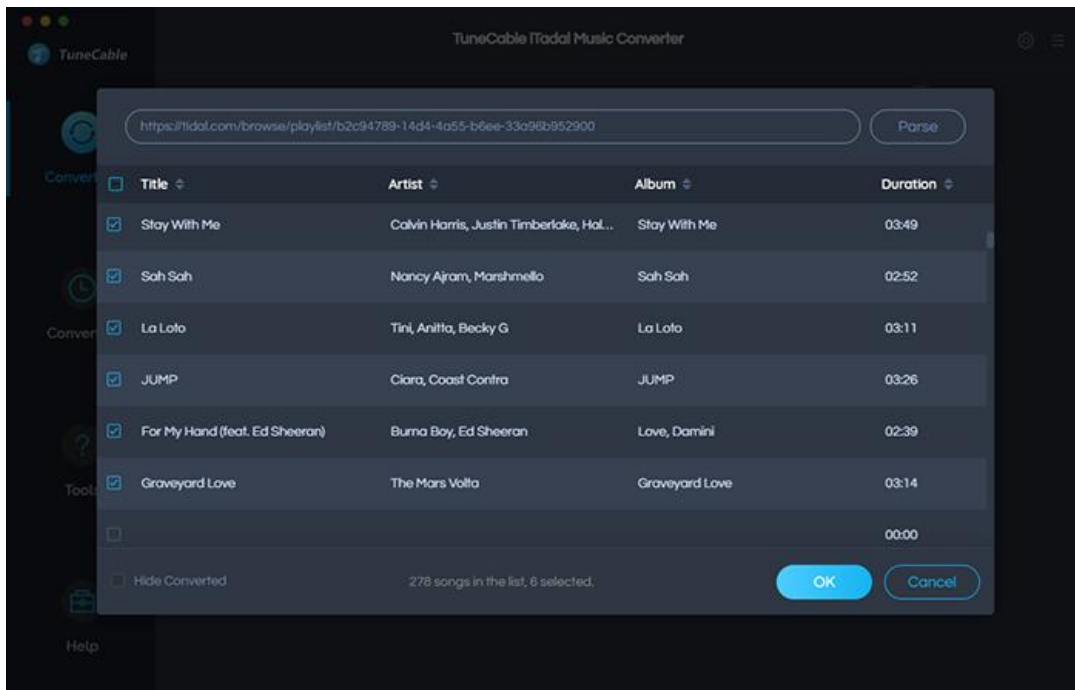 TuneCable iTadal Music Converter
TuneCable
https://tidal.com/browse/playlist/b2c94789-14d4-4a55-b6ee-33a96b952900 Parse
Title Artist Album Duration
Stay With Me Calvin Harris, Justin Timberlake, Hal... Stay With Me 03:49
Sah Sah Nancy Ajram, Marshmello Sah Sah 02:52
La Loto Tini, Anitta, Becky G La Loto 03:11
JUMP Ciara, Coast Contra JUMP 03:26
For My Hand (feat. Ed Sheeran) Burna Boy, Ed Sheeran Love, Damini 02:39
Graveyard Love The Mars Volta Graveyard Love 03:14
00:00
Hide Converted 278 songs in the list, 6 selected. OK Cancel
Convert
Conver
Tools
Help